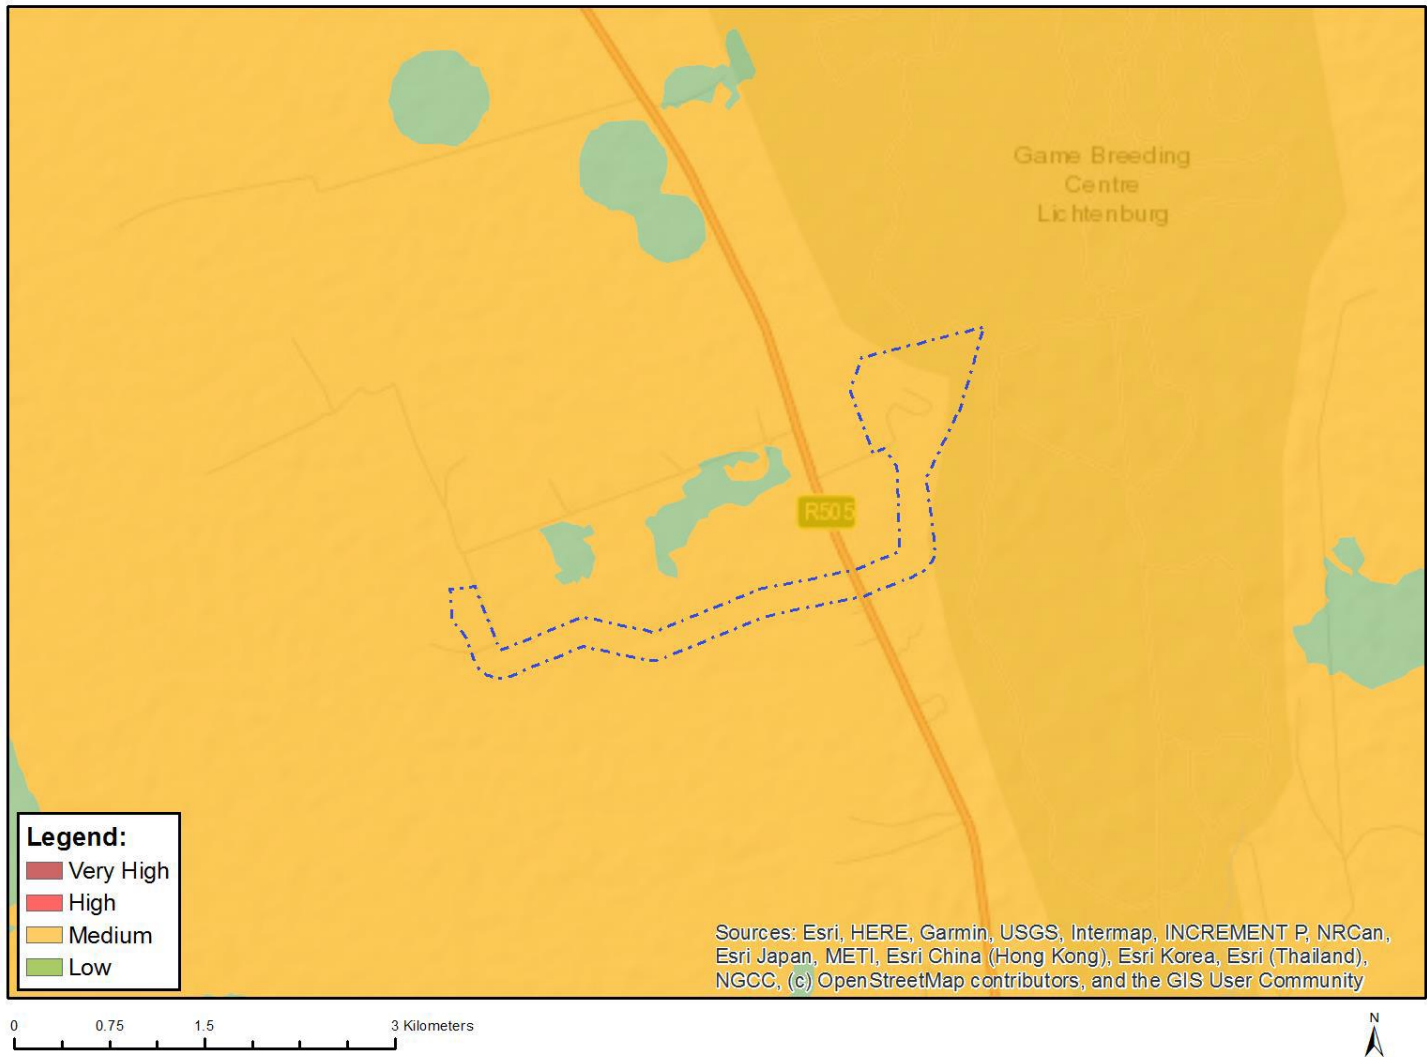 Game Breeding
Centre
Lichtenburg
R505
Legend:
Very High
High
Medium
Low
Sources: Esri, HERE, Garmin, USGS, Intermap, INCREMENT P, NRCan,
Esri Japan, METI, Esri China (Hong Kong), Esri Korea, Esri (Thailand),
NGCC, (c) OpenStreetMap contributors, and the GIS User Community
0 0.75 1.5 3 Kilometers
N